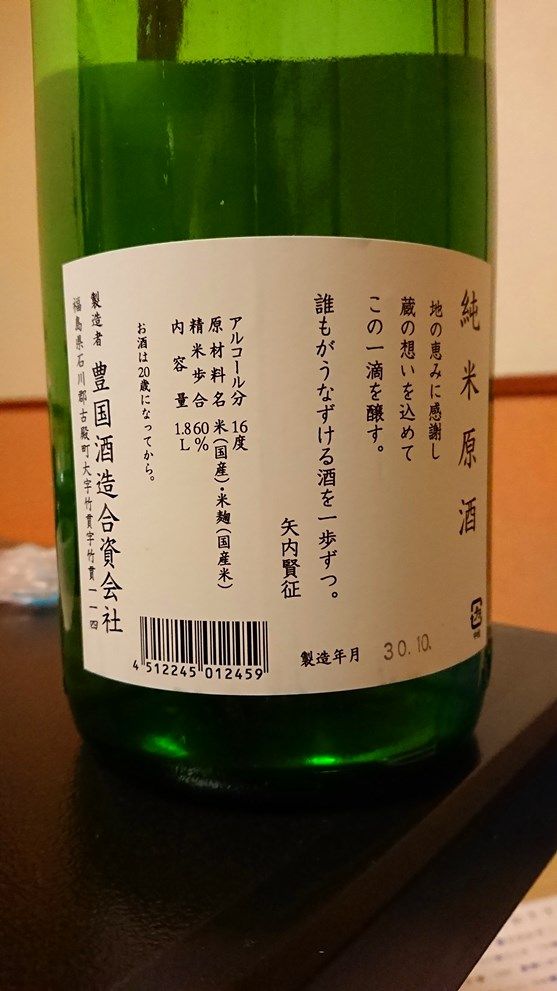 純米原酒
地の恵みに感謝し
蔵の想いを込めて
この一滴を醸す。
誰もがうなずける酒を一歩ずつ。
矢内賢征
製造年月 30.10.
アルコール分 16度
原材料名 米(国産)・米麹(国産米)
精米歩合 60%
内容量 1.8L
お酒は20歳になってから。
製造者 豊国酒造合資会社
福島県石川郡古殿町大字竹貫字竹貫一一四
4 512245 012459